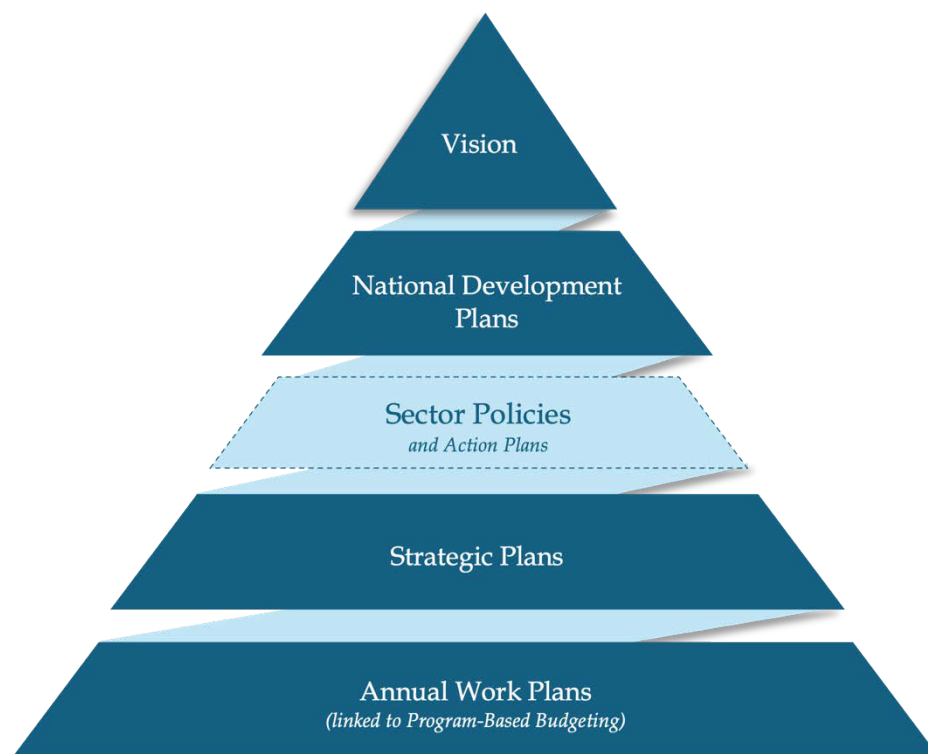 Vision
National Development
Plans
Sector Policies
and Action Plans
Strategic Plans
Annual Work Plans
(linked to Program-Based Budgeting)